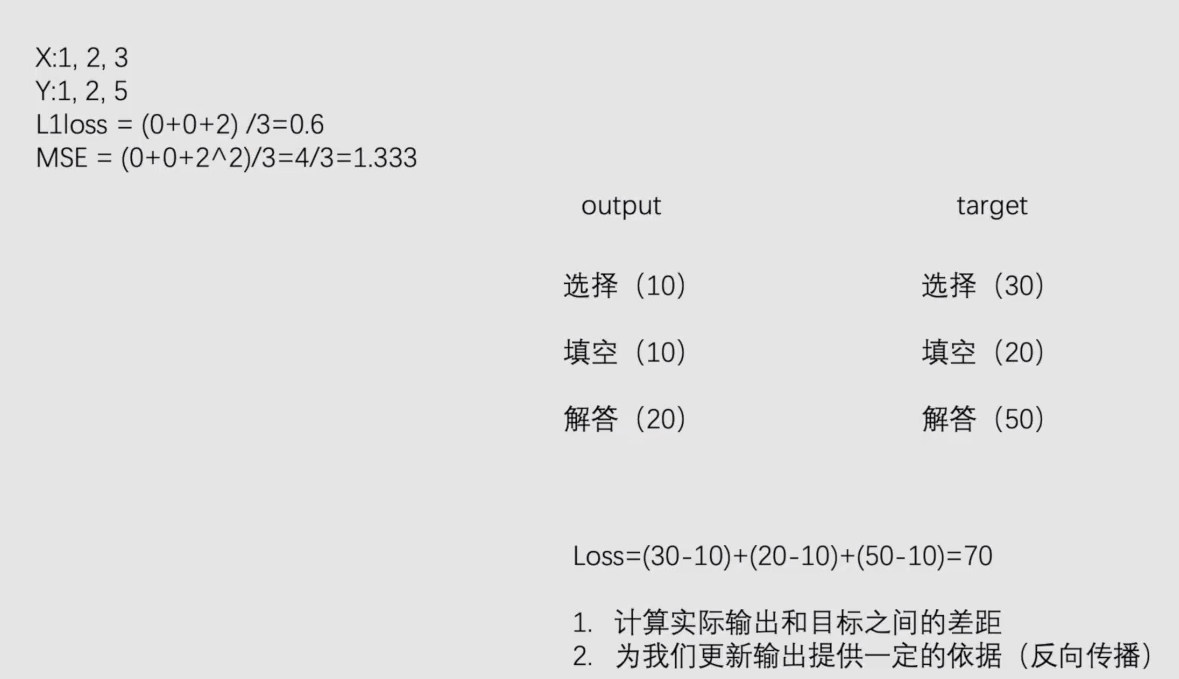 X:1, 2, 3
Y:1, 2, 5
L1loss = (0+0+2) /3=0.6
MSE = (0+0+2^2)/3=4/3=1.333
output target
选择（10） 选择（30）
填空（10） 填空（20）
解答（20） 解答（50）
Loss=(30-10)+(20-10)+(50-10)=70
1. 计算实际输出和目标之间的差距
2. 为我们更新输出提供一定的依据（反向传播）